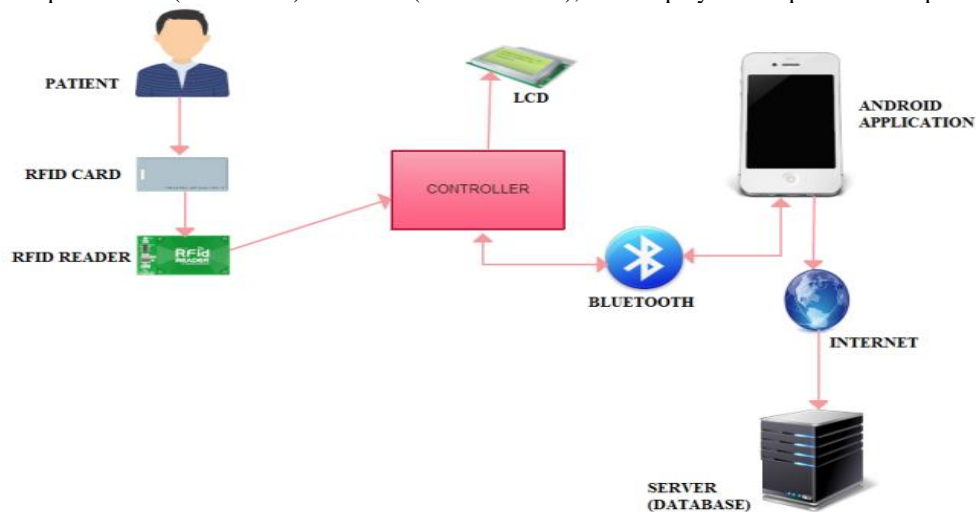 PATIENT
LCD
ANDROID
APPLICATION
RFID CARD
CONTROLLER
RFID READER
RFid
READER
BLUETOOTH
INTERNET
SERVER
(DATABASE)